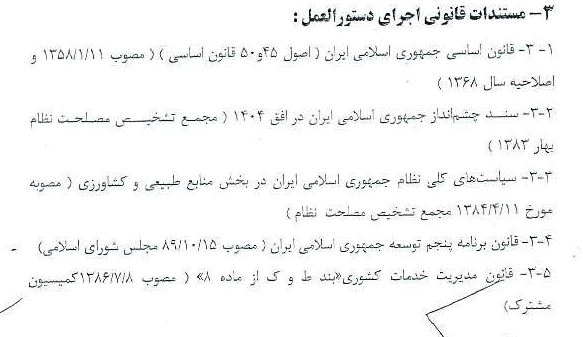 ۳- مستندات قانونی اجرای دستورالعمل :
۱-۳- قانون اساسی جمهوری اسلامی ایران ( اصول ۴۵و۵۰ قانون اساسی ) ( مصوب ۱۳۵۸/۱/۱۱ و
اصلاحیه سال ۱۳۶۸ )
۳-۲- سند چشم‌انداز جمهوری اسلامی ایران در افق ۱۴۰۴ ( مجمع تشخیص مصلحت نظام
بهار ۱۳۸۳ )
۳-۳- سیاست‌های کلی نظام جمهوری اسلامی ایران در بخش منابع طبیعی و کشاورزی ( مصوبه
مورخ ۱۳۸۴/۴/۱۱ مجمع تشخیص مصلحت نظام )
۳-۴- قانون برنامه پنجم توسعه جمهوری اسلامی ایران ( مصوب ۸۹/۱۰/۱۵ مجلس شورای اسلامی)
۳-۵- قانون مدیریت خدمات کشوری«بند ط و ک از ماده ۸» ( مصوب ۱۳۸۶/۷/۸کمیسیون
مشترک)